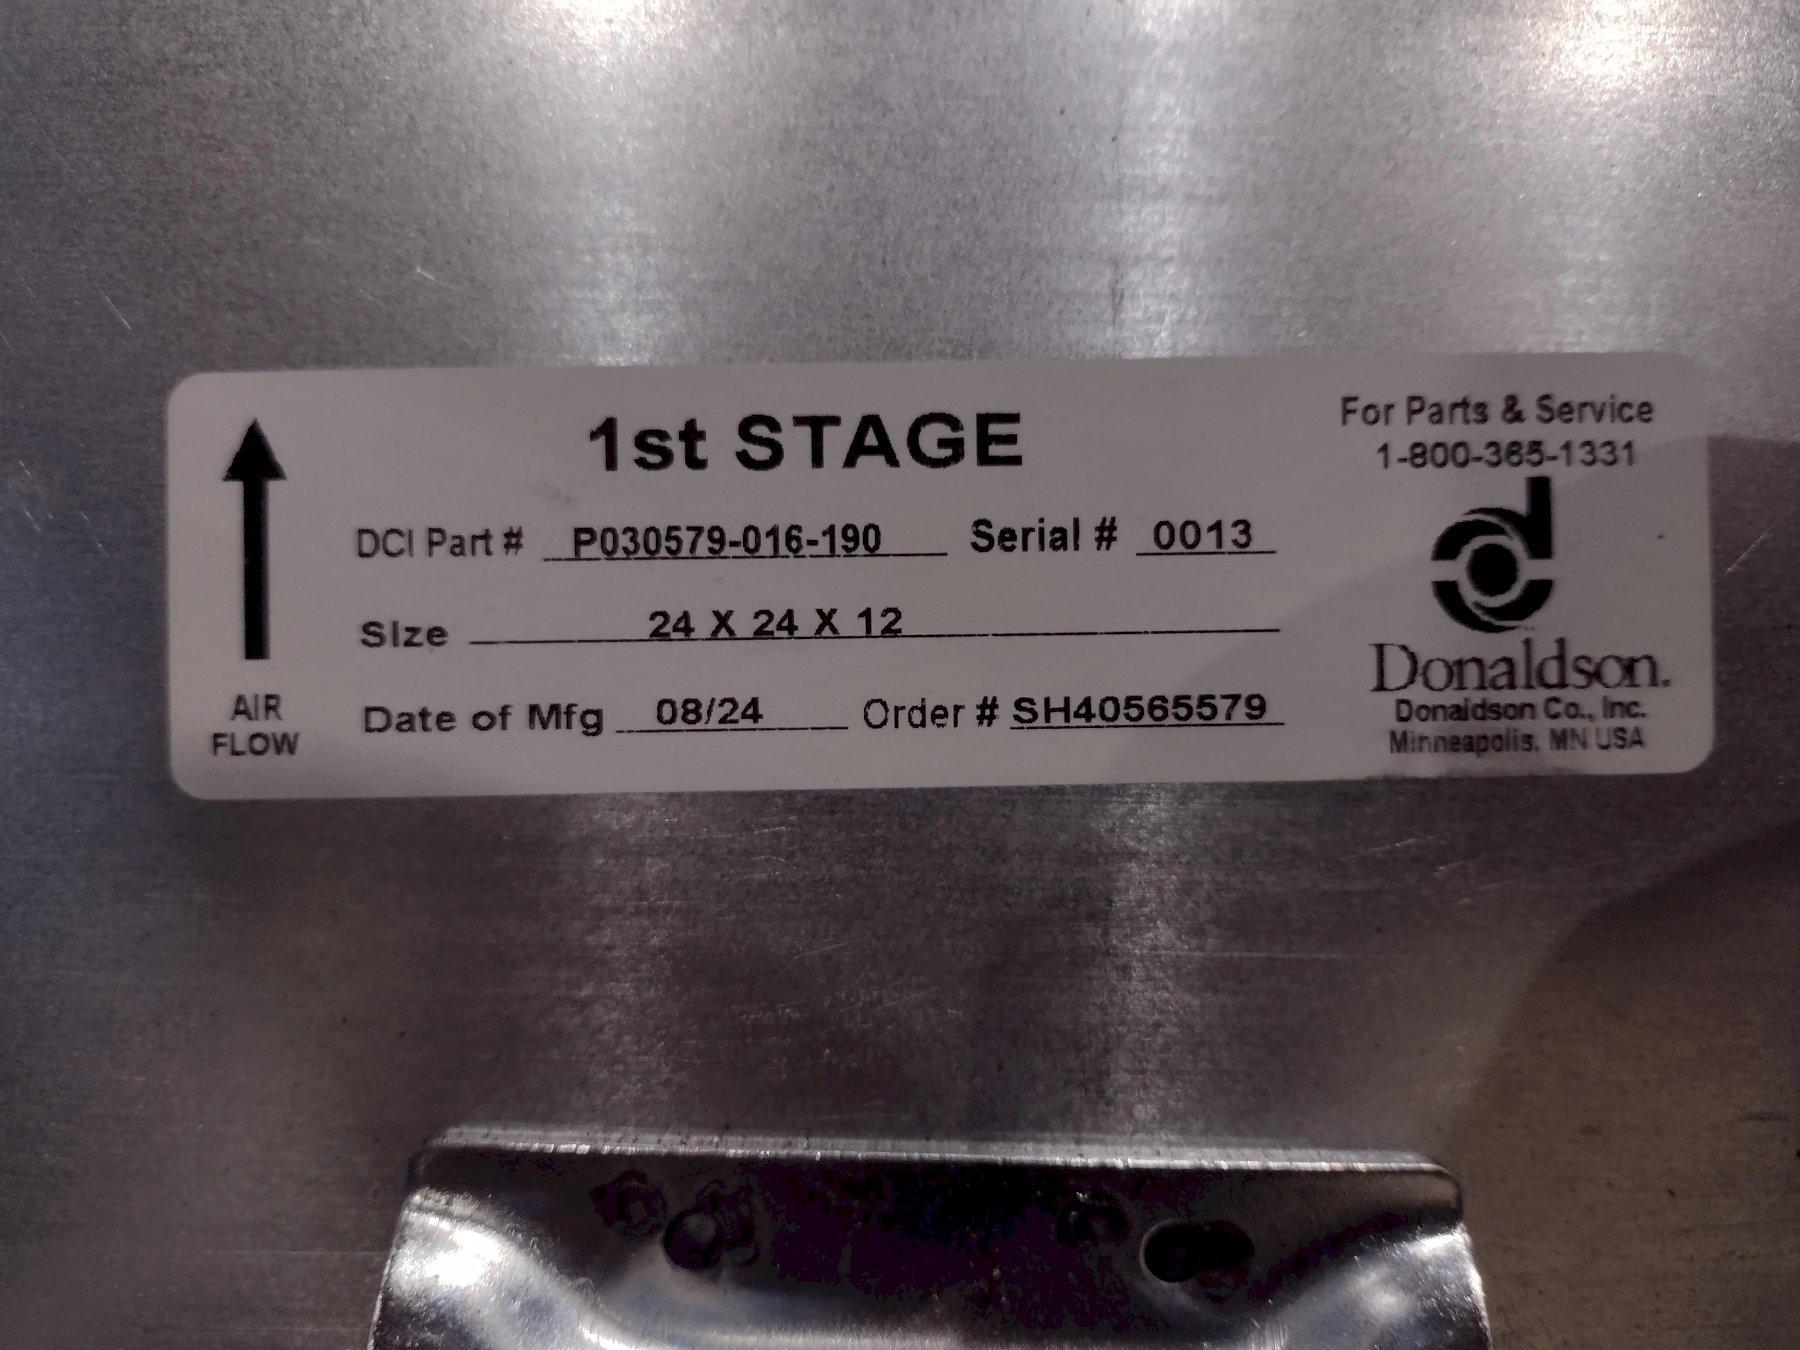 1st STAGE
DCI Part # P030579-016-190 Serial # 0013
Size 24 X 24 X 12
Date of Mfg 08/24 Order # SH40565579
AIR
FLOW
For Parts & Service
1-800-365-1331
Donaldson.
Donaldson Co., Inc.
Minneapolis, MN USA